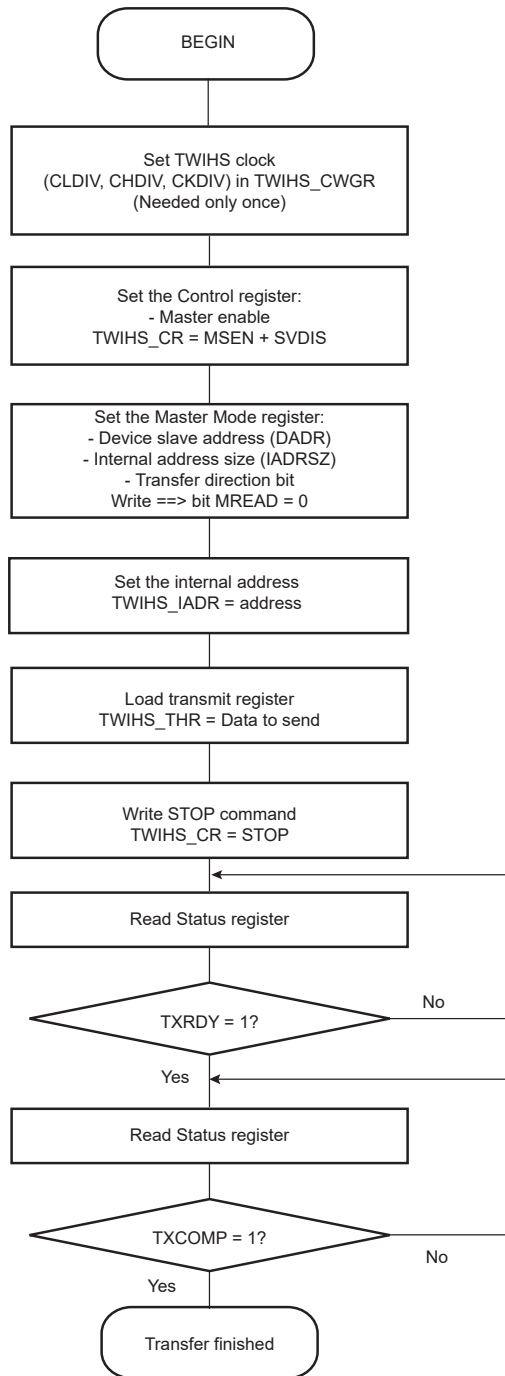 BEGIN
Set TWIHS clock
(CLDIV, CHDIV, CKDIV) in TWIHS_CWGR
(Needed only once)
Set the Control register:
- Master enable
TWIHS_CR = MSEN + SVDIS
Set the Master Mode register:
- Device slave address (DADR)
- Internal address size (IADRSZ)
- Transfer direction bit
Write ==> bit MREAD = 0
Set the internal address
TWIHS_IADR = address
Load transmit register
TWIHS_THR = Data to send
Write STOP command
TWIHS_CR = STOP
Read Status register
TXRDY = 1?
No
Yes
Read Status register
TXCOMP = 1?
No
Yes
Transfer finished